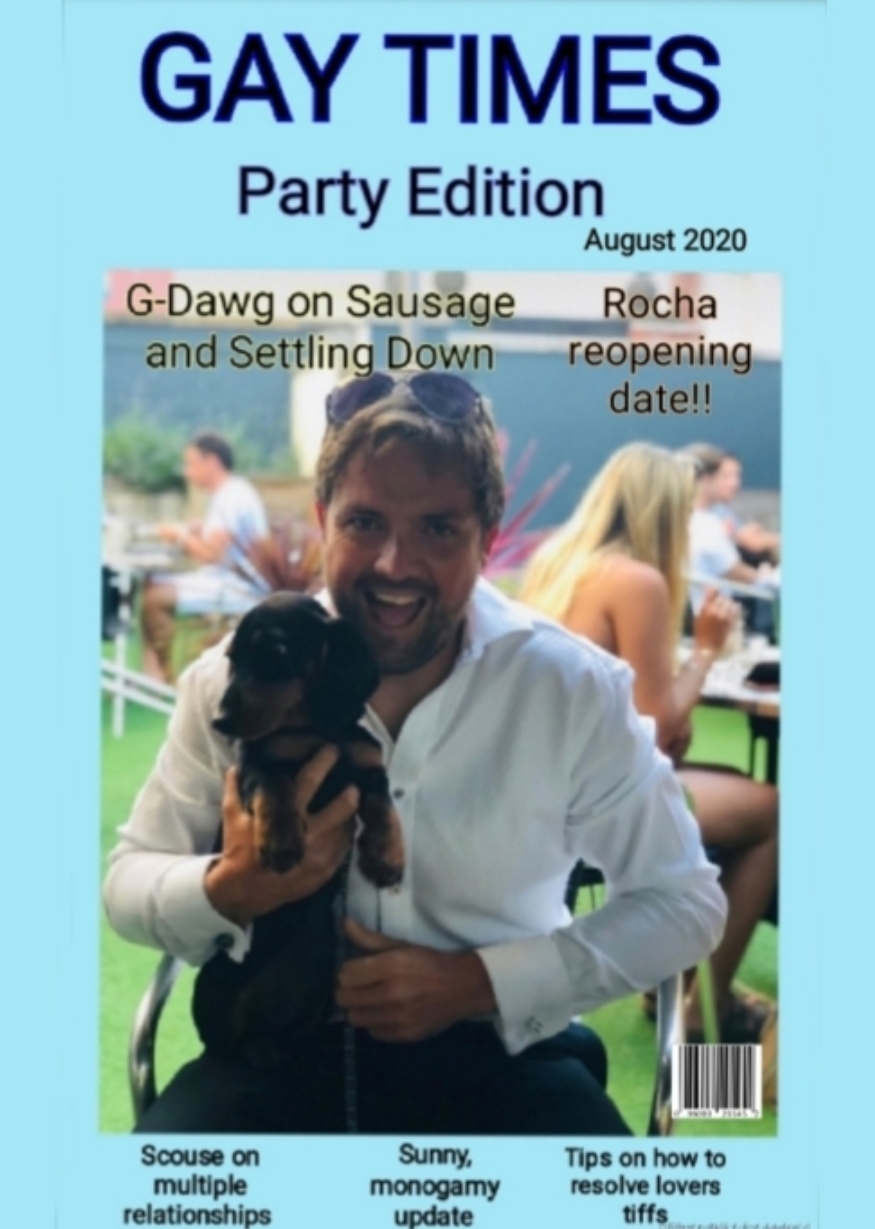 GAY TIMES
Party Edition
August 2020
G-Dawg on Sausage
and Settling Down
Rocha
reopening
date!!
Scouse on
multiple
relationships
Sunny,
monogamy
update
Tips on how to
resolve lovers
tiffs